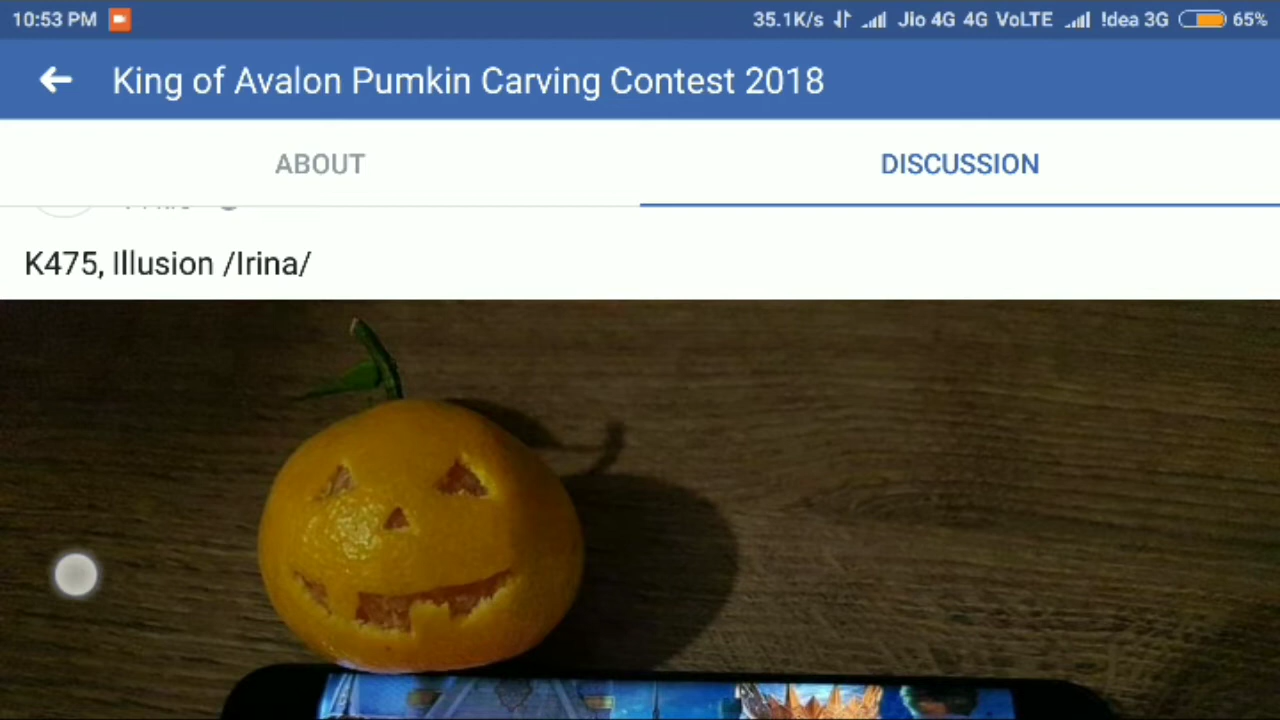 10:53 PM 35.1K/s Jio 4G 4G VoLTE !dea 3G 65%
King of Avalon Pumkin Carving Contest 2018
ABOUT DISCUSSION
K475, Illusion /Irina/